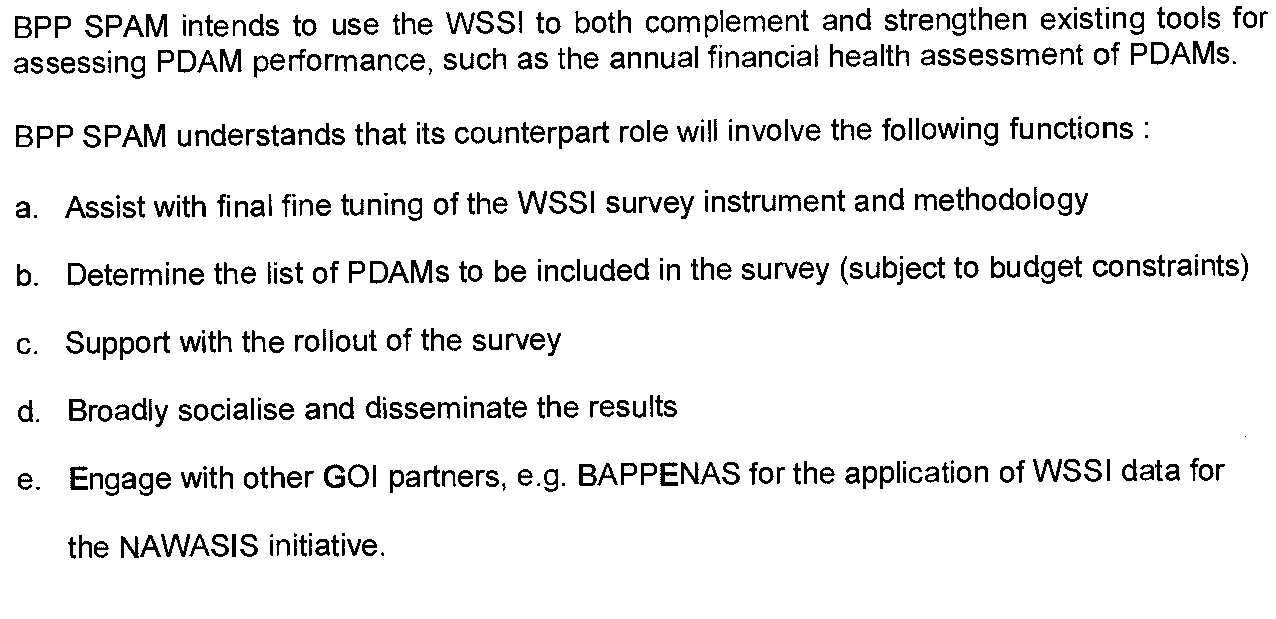 BPP SPAM intends to use the WSSI to both complement and strengthen existing tools for
assessing PDAM performance, such as the annual financial health assessment of PDAMs.
BPP SPAM understands that its counterpart role will involve the following functions :
a. Assist with final fine tuning of the WSSI survey instrument and methodology
b. Determine the list of PDAMs to be included in the survey (subject to budget constraints)
c. Support with the rollout of the survey
d. Broadly socialise and disseminate the results
e. Engage with other GOI partners, e.g. BAPPENAS for the application of WSSI data for
the NAWASIS initiative.